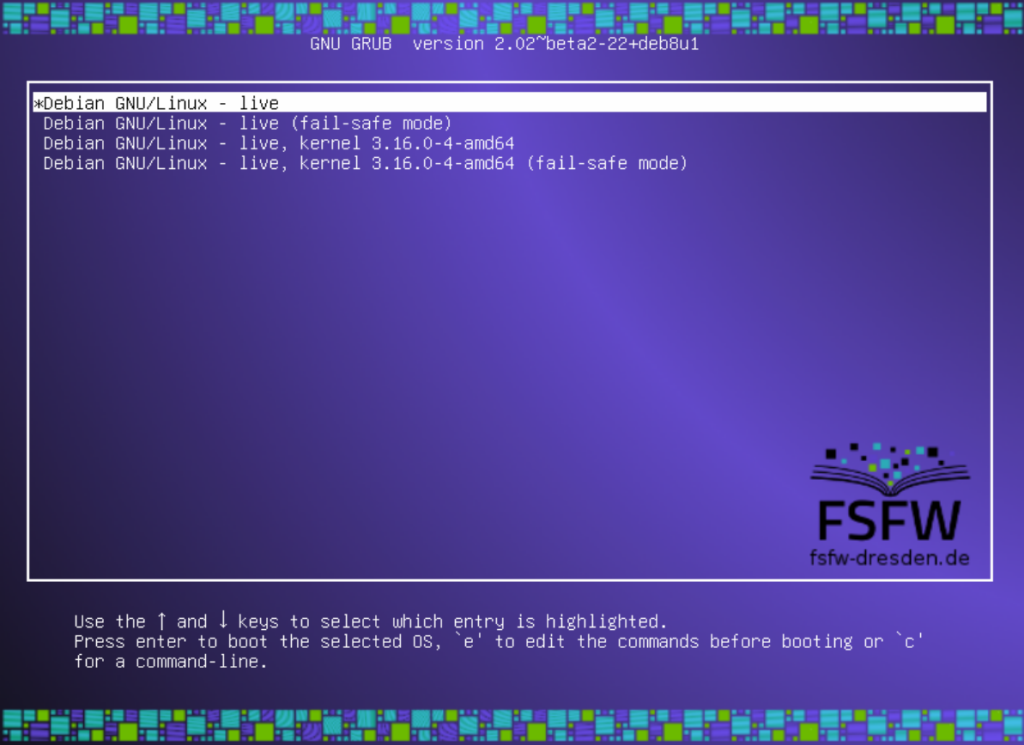 GNU GRUB  version 2.02~beta2-22+deb8u1
*Debian GNU/Linux - live
Debian GNU/Linux - live (fail-safe mode)
Debian GNU/Linux - live, kernel 3.16.0-4-amd64
Debian GNU/Linux - live, kernel 3.16.0-4-amd64 (fail-safe mode)
FSFW
fsfw-dresden.de
Use the ↑ and ↓ keys to select which entry is highlighted.
Press enter to boot the selected OS, `e' to edit the commands before booting or `c'
for a command-line.